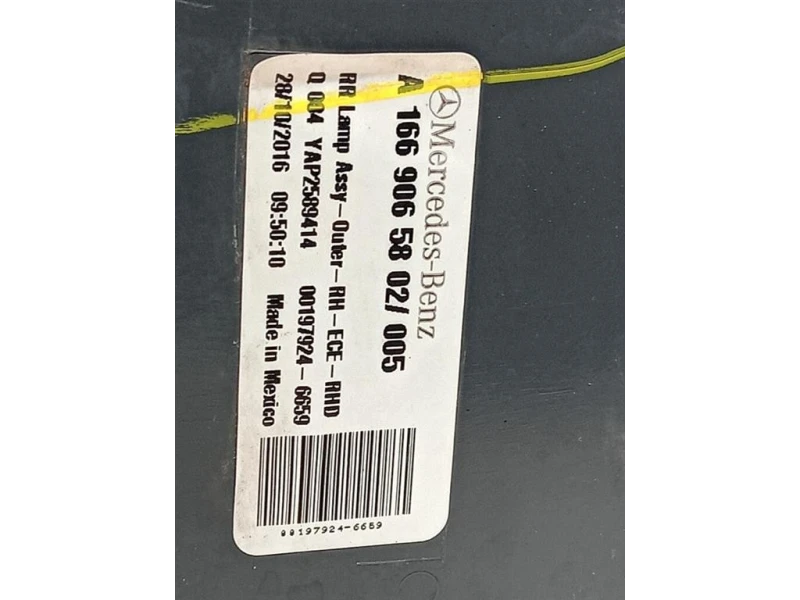 Mercedes-Benz
A 166 906 58 02/ 005
RR Lamp Assy-Outer-RH-ECE-RHD
Q 004 YAP2589414 00197924-6659
28/10/2016 09:50:10 Made in Mexico
00197924-6659